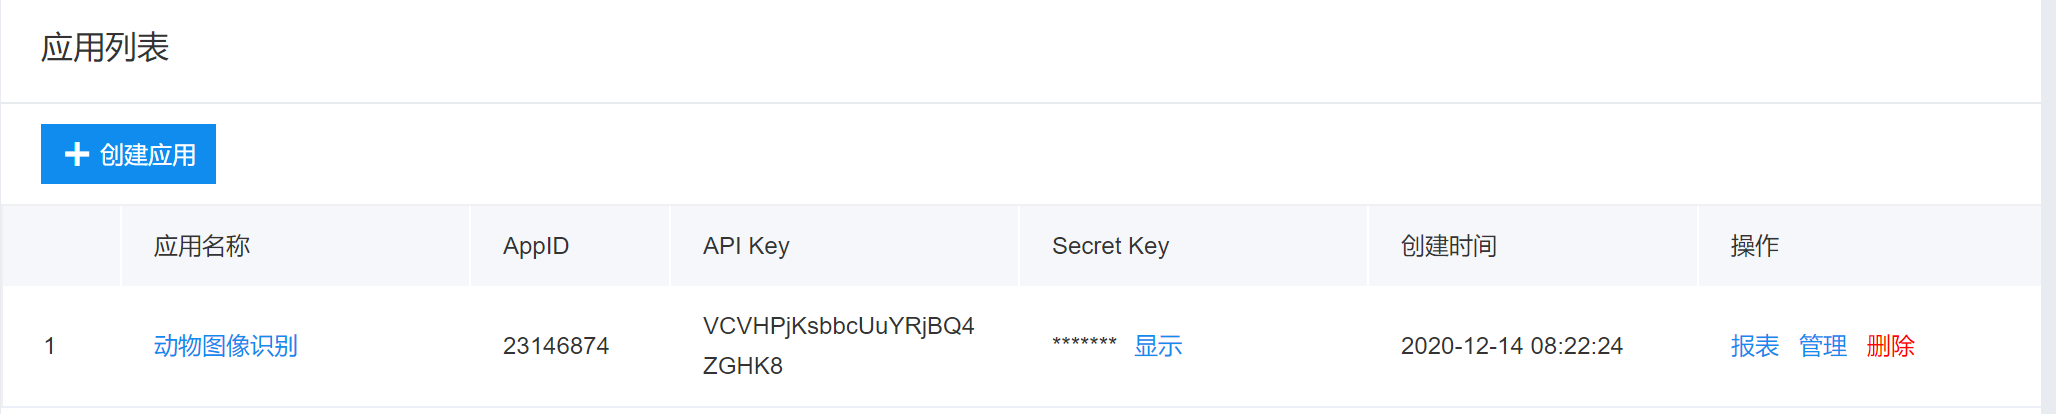 应用列表
创建应用
应用名称 AppID API Key Secret Key 创建时间 操作
1 动物图像识别 23146874 VCVHPjKsbbcUuYRjBQ4 ******* 显示 2020-12-14 08:22:24 报表 管理 删除
ZGHK8